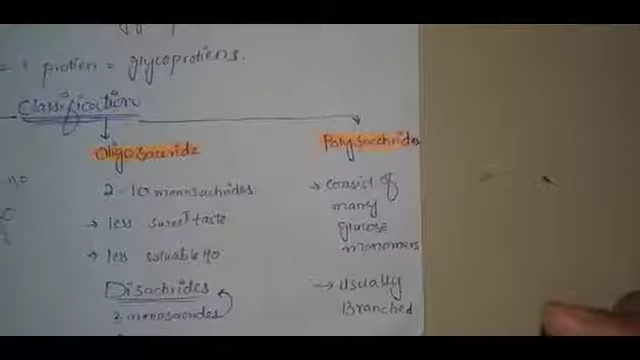 = " protien = glycoprotiens.
Classification
Oligosaccride
2 - 10 monosachrides
→ less sweet taste
→ less soluable H₂O
Disachrides
2 monosacrides
Polysacchrides
→ consist of
many
glucose
monomers
→ Usually
Branched